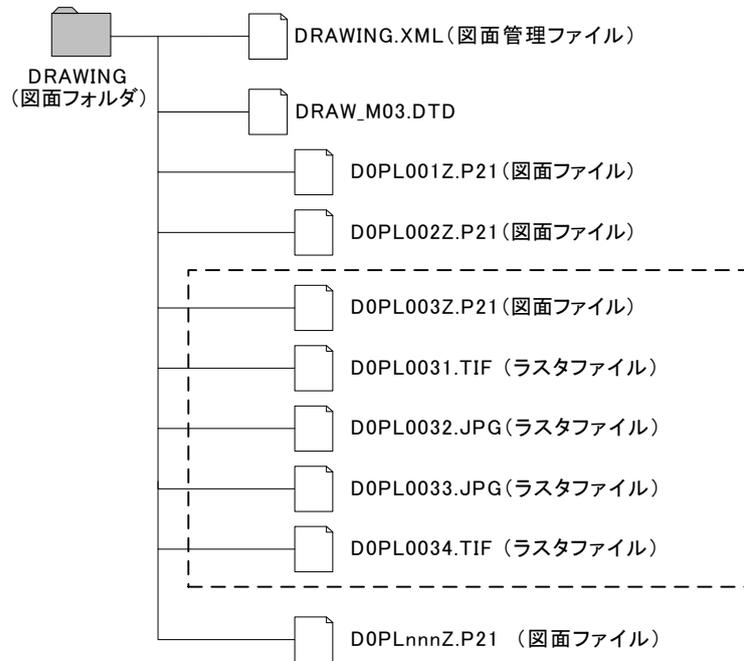 DRAWING
(図面フォルダ)
DRAWING.XML(図面管理ファイル)
DRAW_M03.DTD
D0PL001Z.P21(図面ファイル)
D0PL002Z.P21(図面ファイル)
D0PL003Z.P21(図面ファイル)
D0PL0031.TIF (ラスタファイル)
D0PL0032.JPG(ラスタファイル)
D0PL0033.JPG(ラスタファイル)
D0PL0034.TIF (ラスタファイル)
D0PLnnnZ.P21 (図面ファイル)